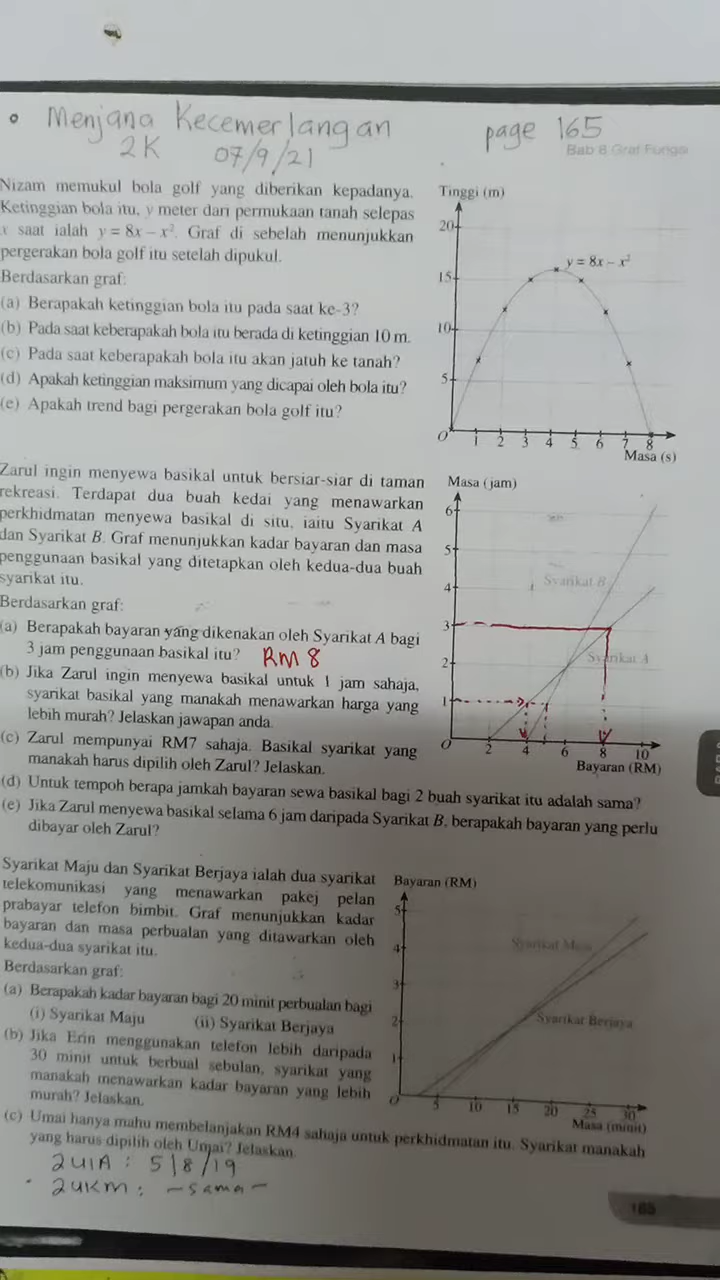 Menjana Kecemerlangan page 165
2K 07/9/21
Bab 8 Graf Fungsi
Nizam memukul bola golf yang diberikan kepadanya.
Ketinggian bola itu, y meter dari permukaan tanah selepas
x saat ialah y = 8x – x². Graf di sebelah menunjukkan
pergerakan bola golf itu setelah dipukul.
Berdasarkan graf:
(a) Berapakah ketinggian bola itu pada saat ke-3?
(b) Pada saat keberapakah bola itu berada di ketinggian 10 m.
(c) Pada saat keberapakah bola itu akan jatuh ke tanah?
(d) Apakah ketinggian maksimum yang dicapai oleh bola itu?
(e) Apakah trend bagi pergerakan bola golf itu?
Tinggi (m)
20
15
10
5
y = 8x – x²
O 1 2 3 4 5 6 7 8
Masa (s)
Zarul ingin menyewa basikal untuk bersiar-siar di taman
rekreasi. Terdapat dua buah kedai yang menawarkan
perkhidmatan menyewa basikal di situ, iaitu Syarikat A
dan Syarikat B. Graf menunjukkan kadar bayaran dan masa
penggunaan basikal yang ditetapkan oleh kedua-dua buah
syarikat itu.
Berdasarkan graf:
(a) Berapakah bayaran yang dikenakan oleh Syarikat A bagi
3 jam penggunaan basikal itu? RM 8
(b) Jika Zarul ingin menyewa basikal untuk 1 jam sahaja,
syarikat basikal yang manakah menawarkan harga yang
lebih murah? Jelaskan jawapan anda.
(c) Zarul mempunyai RM7 sahaja. Basikal syarikat yang
manakah harus dipilih oleh Zarul? Jelaskan.
(d) Untuk tempoh berapa jamkah bayaran sewa basikal bagi 2 buah syarikat itu adalah sama?
(e) Jika Zarul menyewa basikal selama 6 jam daripada Syarikat B, berapakah bayaran yang perlu
dibayar oleh Zarul?
Masa (jam)
6
5
4
3
2
1
Syarikat B
Syarikat A
O 2 4 6 8 10
Bayaran (RM)
Syarikat Maju dan Syarikat Berjaya ialah dua syarikat
telekomunikasi yang menawarkan pakej pelan
prabayar telefon bimbit. Graf menunjukkan kadar
bayaran dan masa perbualan yang ditawarkan oleh
kedua-dua syarikat itu.
Berdasarkan graf:
(a) Berapakah kadar bayaran bagi 20 minit perbualan bagi
(i) Syarikat Maju (ii) Syarikat Berjaya
(b) Jika Erin menggunakan telefon lebih daripada
30 minit untuk berbual sebulan, syarikat yang
manakah menawarkan kadar bayaran yang lebih
murah? Jelaskan.
(c) Umai hanya mahu membelanjakan RM4 sahaja untuk perkhidmatan itu. Syarikat manakah
yang harus dipilih oleh Umai? Jelaskan.
Bayaran (RM)
5
4
3
2
1
Syarikat Maju
Syarikat Berjaya
O 5 10 15 20 25 30
Masa (minit)
2UIA : 5/8/19
2UKM : -sama-
165